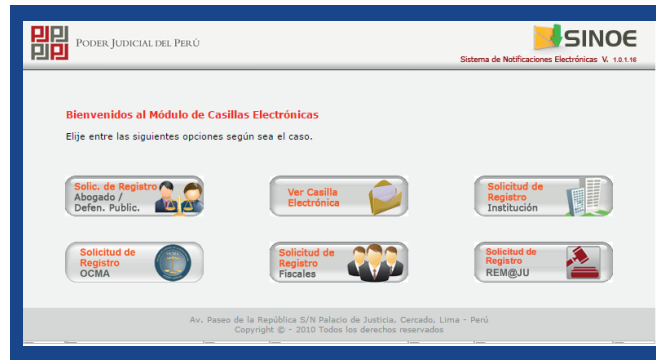 PODER JUDICIAL DEL PERÚ
SINOE
Sistema de Notificaciones Electrónicas V. 1.0.1.16
Bienvenidos al Módulo de Casillas Electrónicas
Elije entre las siguientes opciones según sea el caso.
Solic. de Registro
Abogado /
Defen. Public.
Ver Casilla
Electrónica
Solicitud de
Registro
Institución
Solicitud de
Registro
OCMA
Solicitud de
Registro
Fiscales
Solicitud de
Registro
REM@JU
Av. Paseo de la República S/N Palacio de Justicia, Cercado, Lima - Perú
Copyright © - 2010 Todos los derechos reservados